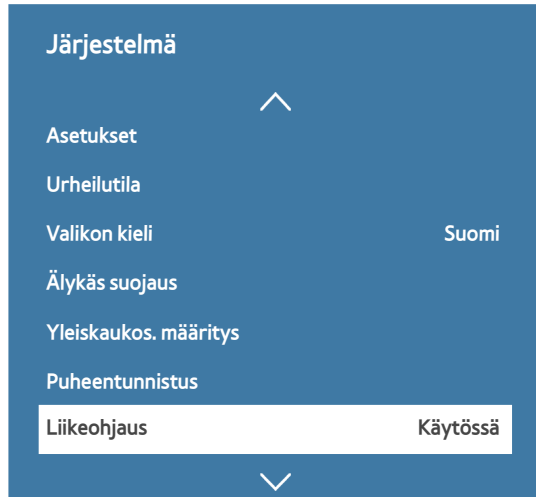 Järjestelmä
Asetukset
Urheilutila
Valikon kieli Suomi
Älykäs suojaus
Yleiskaukos. määritys
Puheentunnistus
Liikeohjaus Käytössä